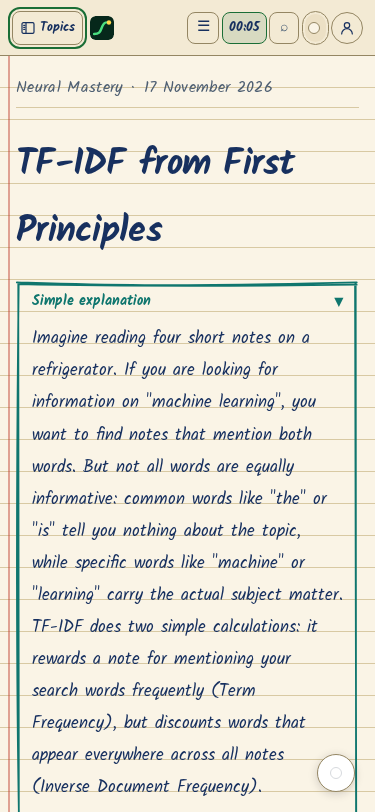 Topics
00:05
Neural Mastery · 17 November 2026
TF-IDF from First
Principles
Simple explanation
Imagine reading four short notes on a
refrigerator. If you are looking for
information on "machine learning", you
want to find notes that mention both
words. But not all words are equally
informative: common words like "the" or
"is" tell you nothing about the topic,
while specific words like "machine" or
"learning" carry the actual subject matter.
TF-IDF does two simple calculations: it
rewards a note for mentioning your
search words frequently (Term
Frequency), but discounts words that
appear everywhere across all notes
(Inverse Document Frequency).